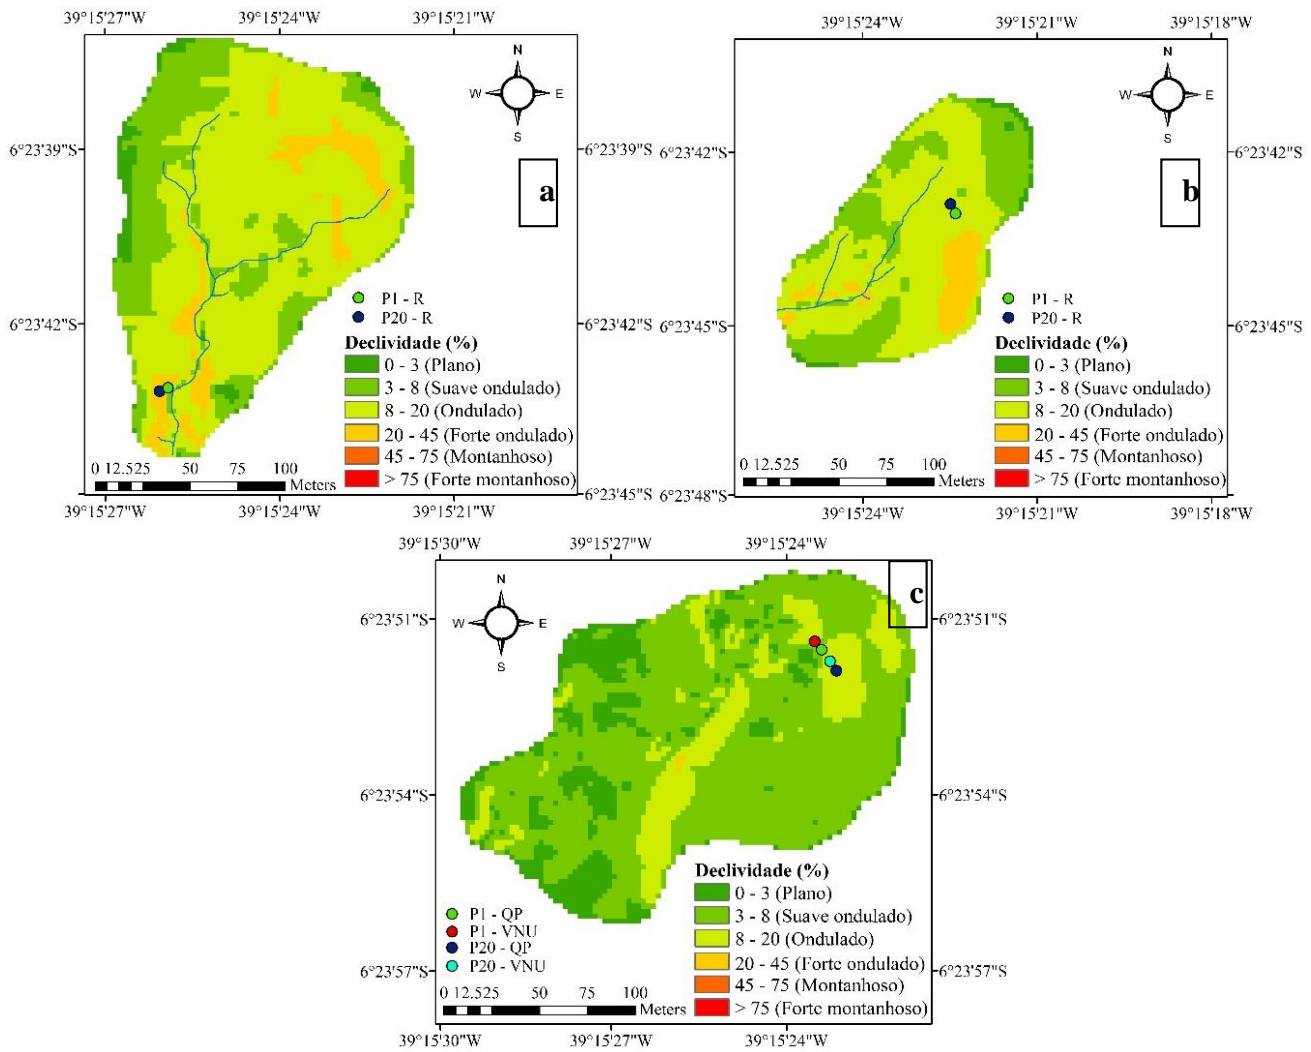 39°15'27"W 39°15'24"W 39°15'21"W
N
W E
S
6°23'39"S 6°23'39"S
a
6°23'42"S 6°23'42"S
P1 - R
P20 - R
Declividade (%)
0 - 3 (Plano)
3 - 8 (Suave ondulado)
8 - 20 (Ondulado)
20 - 45 (Forte ondulado)
45 - 75 (Montanhoso)
> 75 (Forte montanhoso)
0 12.525 50 75 100
Meters
6°23'45"S
39°15'27"W 39°15'24"W 39°15'21"W
39°15'24"W 39°15'21"W 39°15'18"W
N
W E
S
6°23'42"S 6°23'42"S
b
6°23'45"S 6°23'45"S
P1 - R
P20 - R
Declividade (%)
0 - 3 (Plano)
3 - 8 (Suave ondulado)
8 - 20 (Ondulado)
20 - 45 (Forte ondulado)
45 - 75 (Montanhoso)
> 75 (Forte montanhoso)
0 12.525 50 75 100
Meters
6°23'48"S
39°15'24"W 39°15'21"W 39°15'18"W
39°15'30"W 39°15'27"W 39°15'24"W
N
W E
S
c
6°23'51"S 6°23'51"S
6°23'54"S 6°23'54"S
Declividade (%)
0 - 3 (Plano)
3 - 8 (Suave ondulado)
8 - 20 (Ondulado)
20 - 45 (Forte ondulado)
45 - 75 (Montanhoso)
> 75 (Forte montanhoso)
P1 - QP
P1 - VNU
P20 - QP
P20 - VNU
6°23'57"S 6°23'57"S
0 12.525 50 75 100
Meters
39°15'30"W 39°15'27"W 39°15'24"W